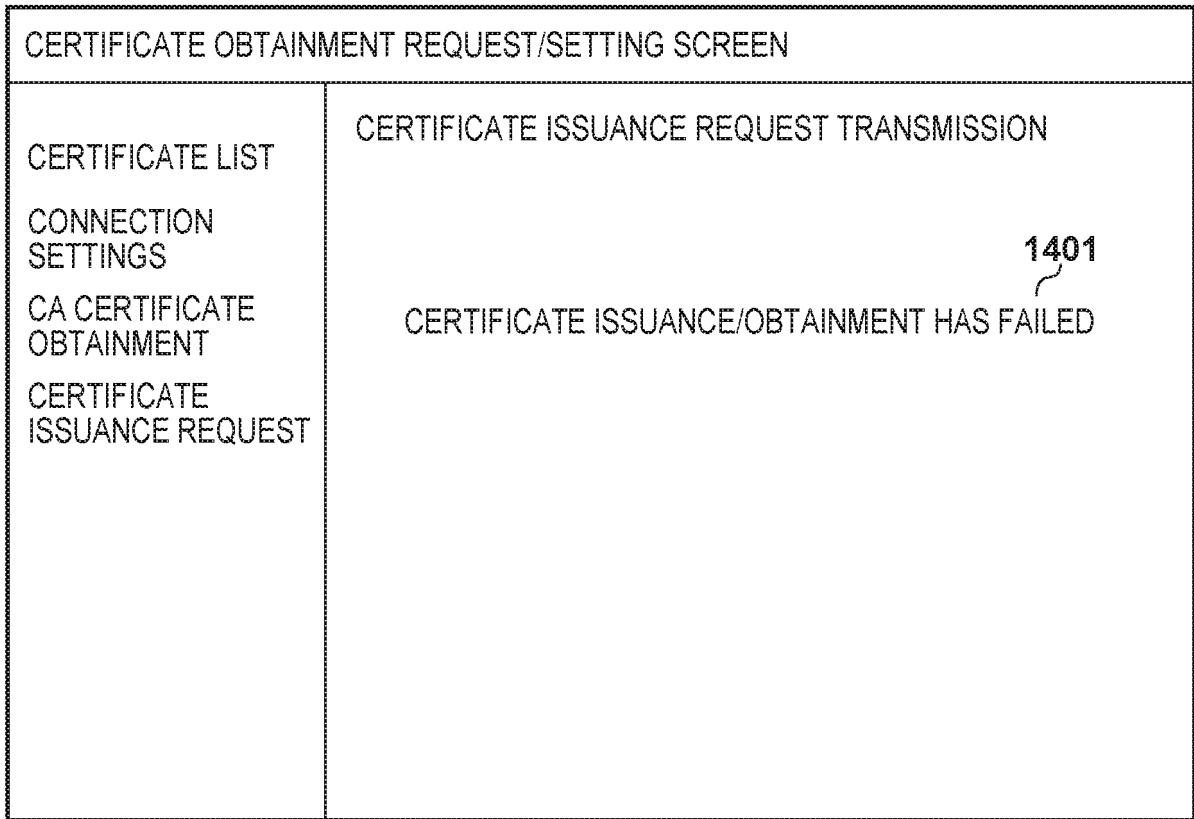 CERTIFICATE OBTAINMENT REQUEST/SETTING SCREEN
CERTIFICATE LIST
CONNECTION
SETTINGS
CA CERTIFICATE
OBTAINMENT
CERTIFICATE
ISSUANCE REQUEST
CERTIFICATE ISSUANCE REQUEST TRANSMISSION
1401
CERTIFICATE ISSUANCE/OBTAINMENT HAS FAILED